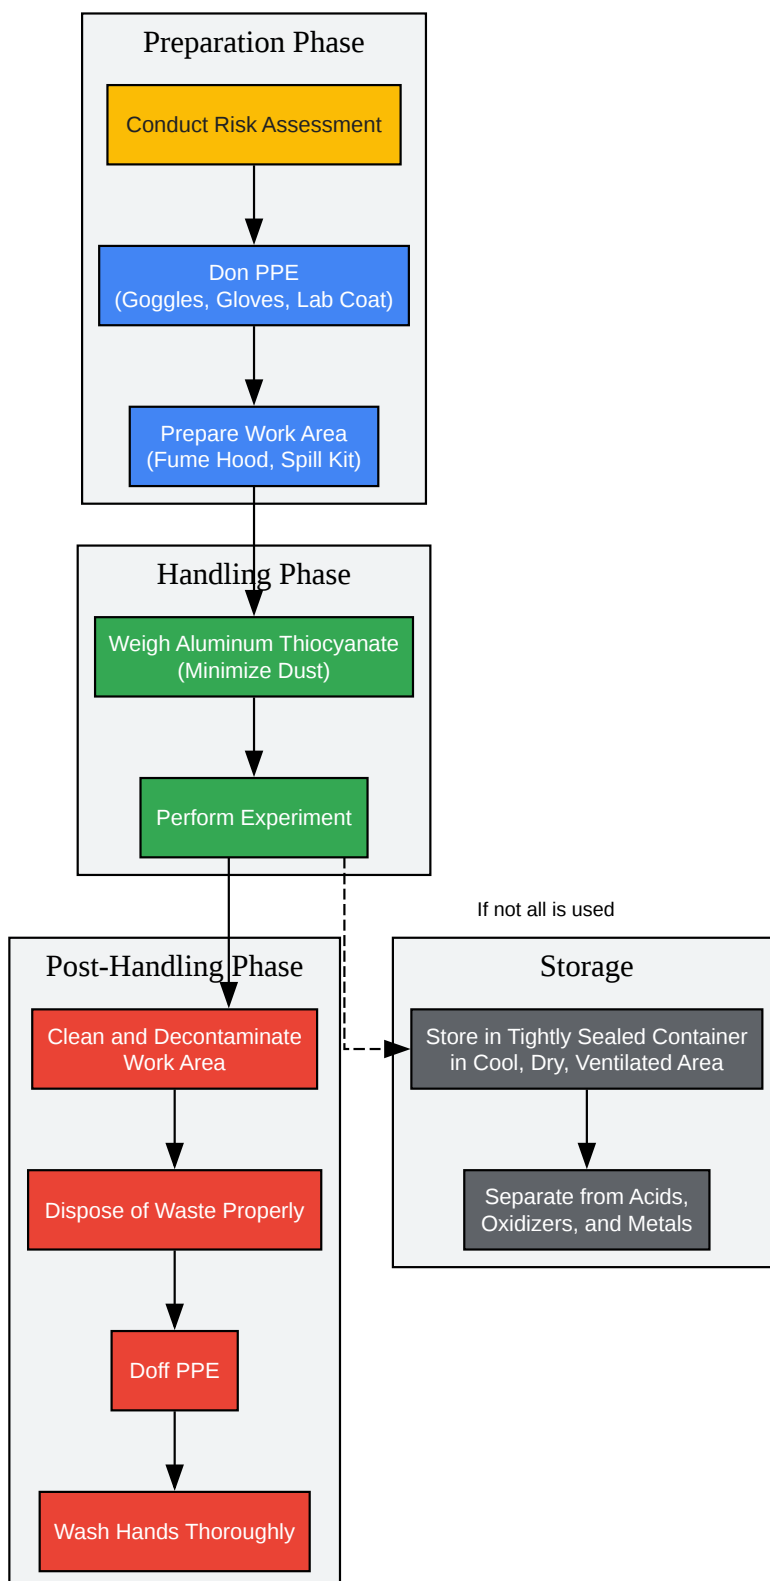 Preparation Phase
Conduct Risk Assessment
Don PPE
(Goggles, Gloves, Lab Coat)
Prepare Work Area
(Fume Hood, Spill Kit)
Handling Phase
Weigh Aluminum Thiocyanate
(Minimize Dust)
Perform Experiment
If not all is used
Post-Handling Phase
Clean and Decontaminate
Work Area
Dispose of Waste Properly
Doff PPE
Wash Hands Thoroughly
Storage
Store in Tightly Sealed Container
in Cool, Dry, Ventilated Area
Separate from Acids,
Oxidizers, and Metals